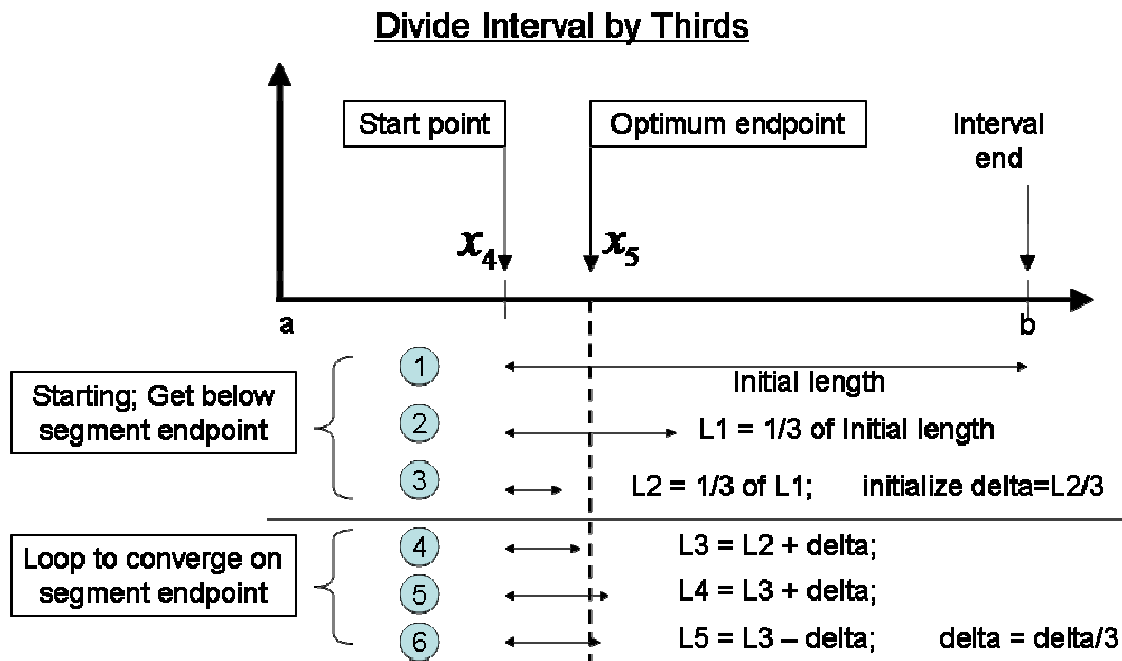 Divide Interval by Thirds
Start point
Optimum endpoint
Interval
end
x4
x5
a
b
Starting; Get below
segment endpoint
1
Initial length
2
L1 = 1/3 of Initial length
3
L2 = 1/3 of L1; initialize delta=L2/3
Loop to converge on
segment endpoint
4
L3 = L2 + delta;
5
L4 = L3 + delta;
6
L5 = L3 – delta; delta = delta/3